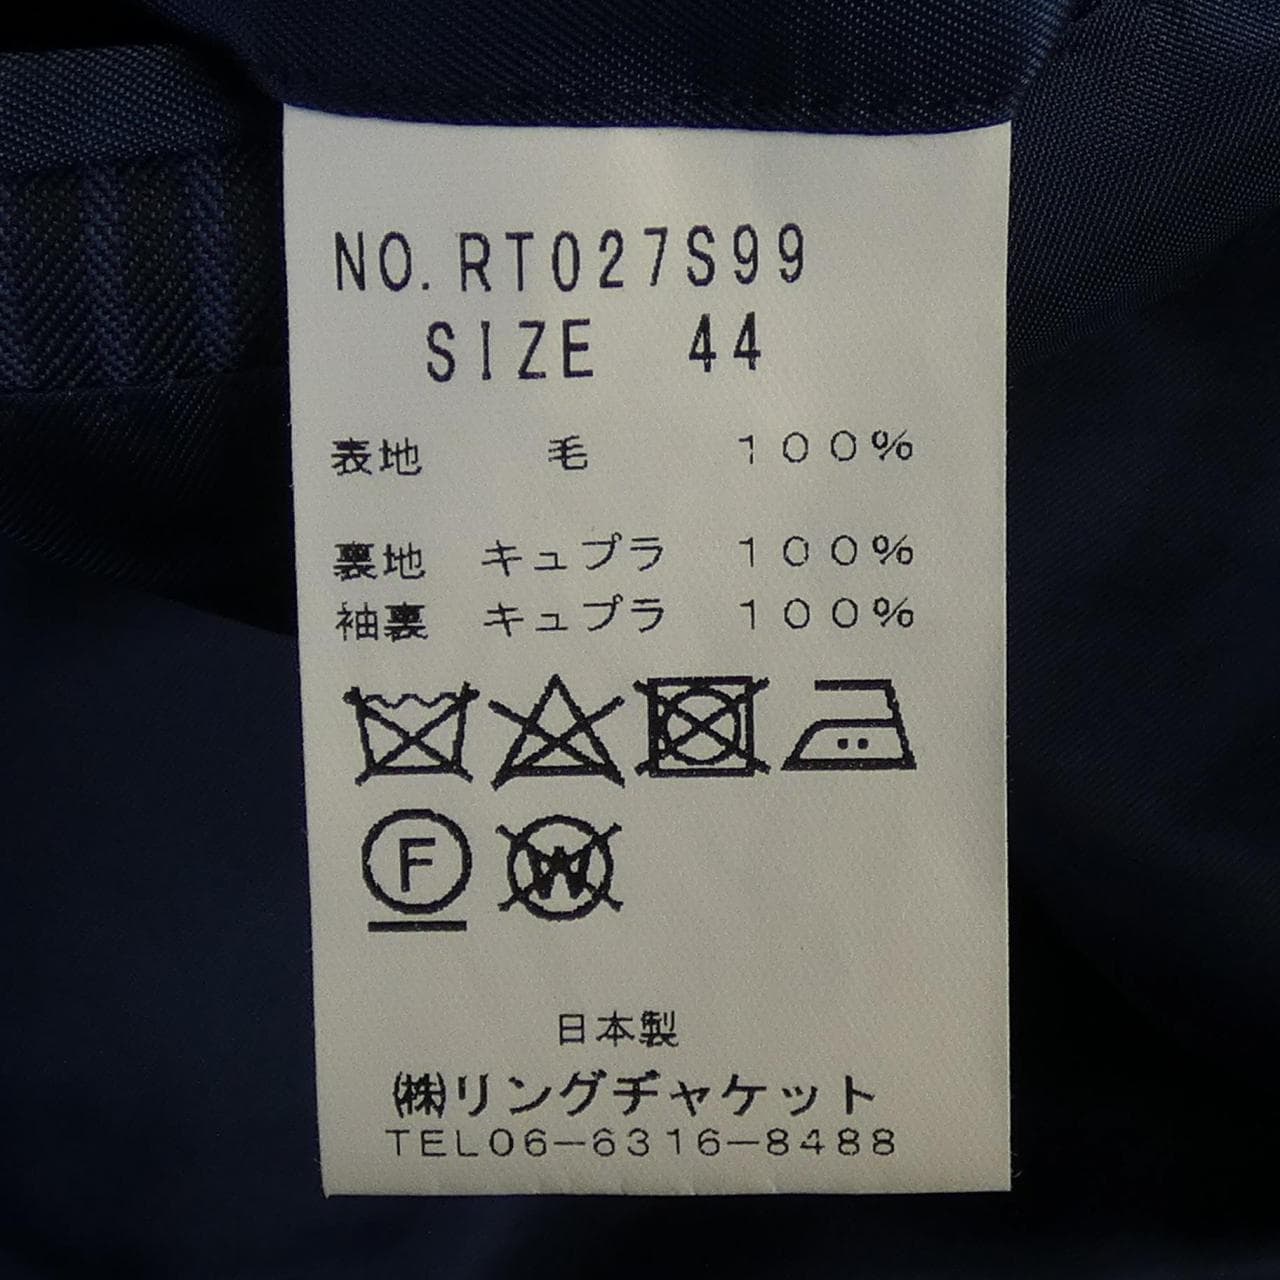 NO.RT027S99
SIZE 44
表地 毛 100%
裏地 キュプラ 100%
袖裏 キュプラ 100%
F W
日本製
㈱リングヂャケット
TEL06-6316-8488